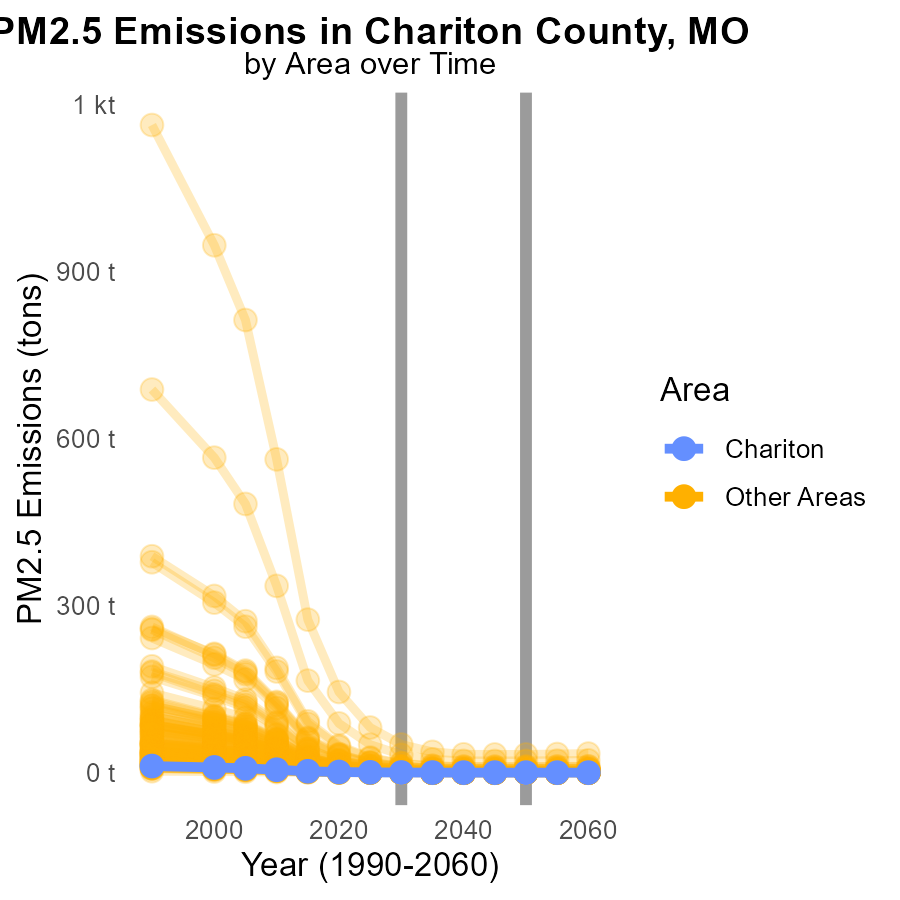 PM2.5 Emissions in Chariton County, MO
by Area over Time
1 kt
900 t
600 t
300 t
0 t
PM2.5 Emissions (tons)
2000
2020
2040
2060
Year (1990-2060)
Area
Chariton
Other Areas